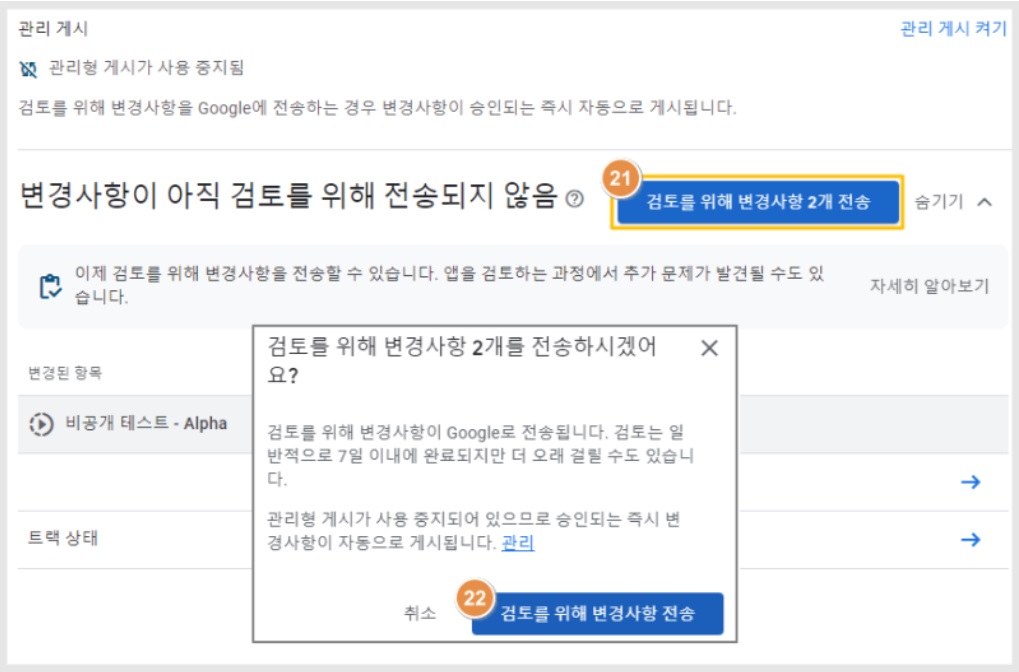 관리 게시
관리 게시 켜기
관리형 게시가 사용 중지됨
검토를 위해 변경사항을 Google에 전송하는 경우 변경사항이 승인되는 즉시 자동으로 게시됩니다.
변경사항이 아직 검토를 위해 전송되지 않음
21
검토를 위해 변경사항 2개 전송
숨기기
이제 검토를 위해 변경사항을 전송할 수 있습니다. 앱을 검토하는 과정에서 추가 문제가 발견될 수도 있
습니다.
자세히 알아보기
변경된 항목
비공개 테스트 - Alpha
트랙 상태
검토를 위해 변경사항 2개를 전송하시겠어
요?
검토를 위해 변경사항이 Google로 전송됩니다. 검토는 일
반적으로 7일 이내에 완료되지만 더 오래 걸릴 수도 있습니
다.
관리형 게시가 사용 중지되어 있으므로 승인되는 즉시 변
경사항이 자동으로 게시됩니다. 관리
취소
22
검토를 위해 변경사항 전송